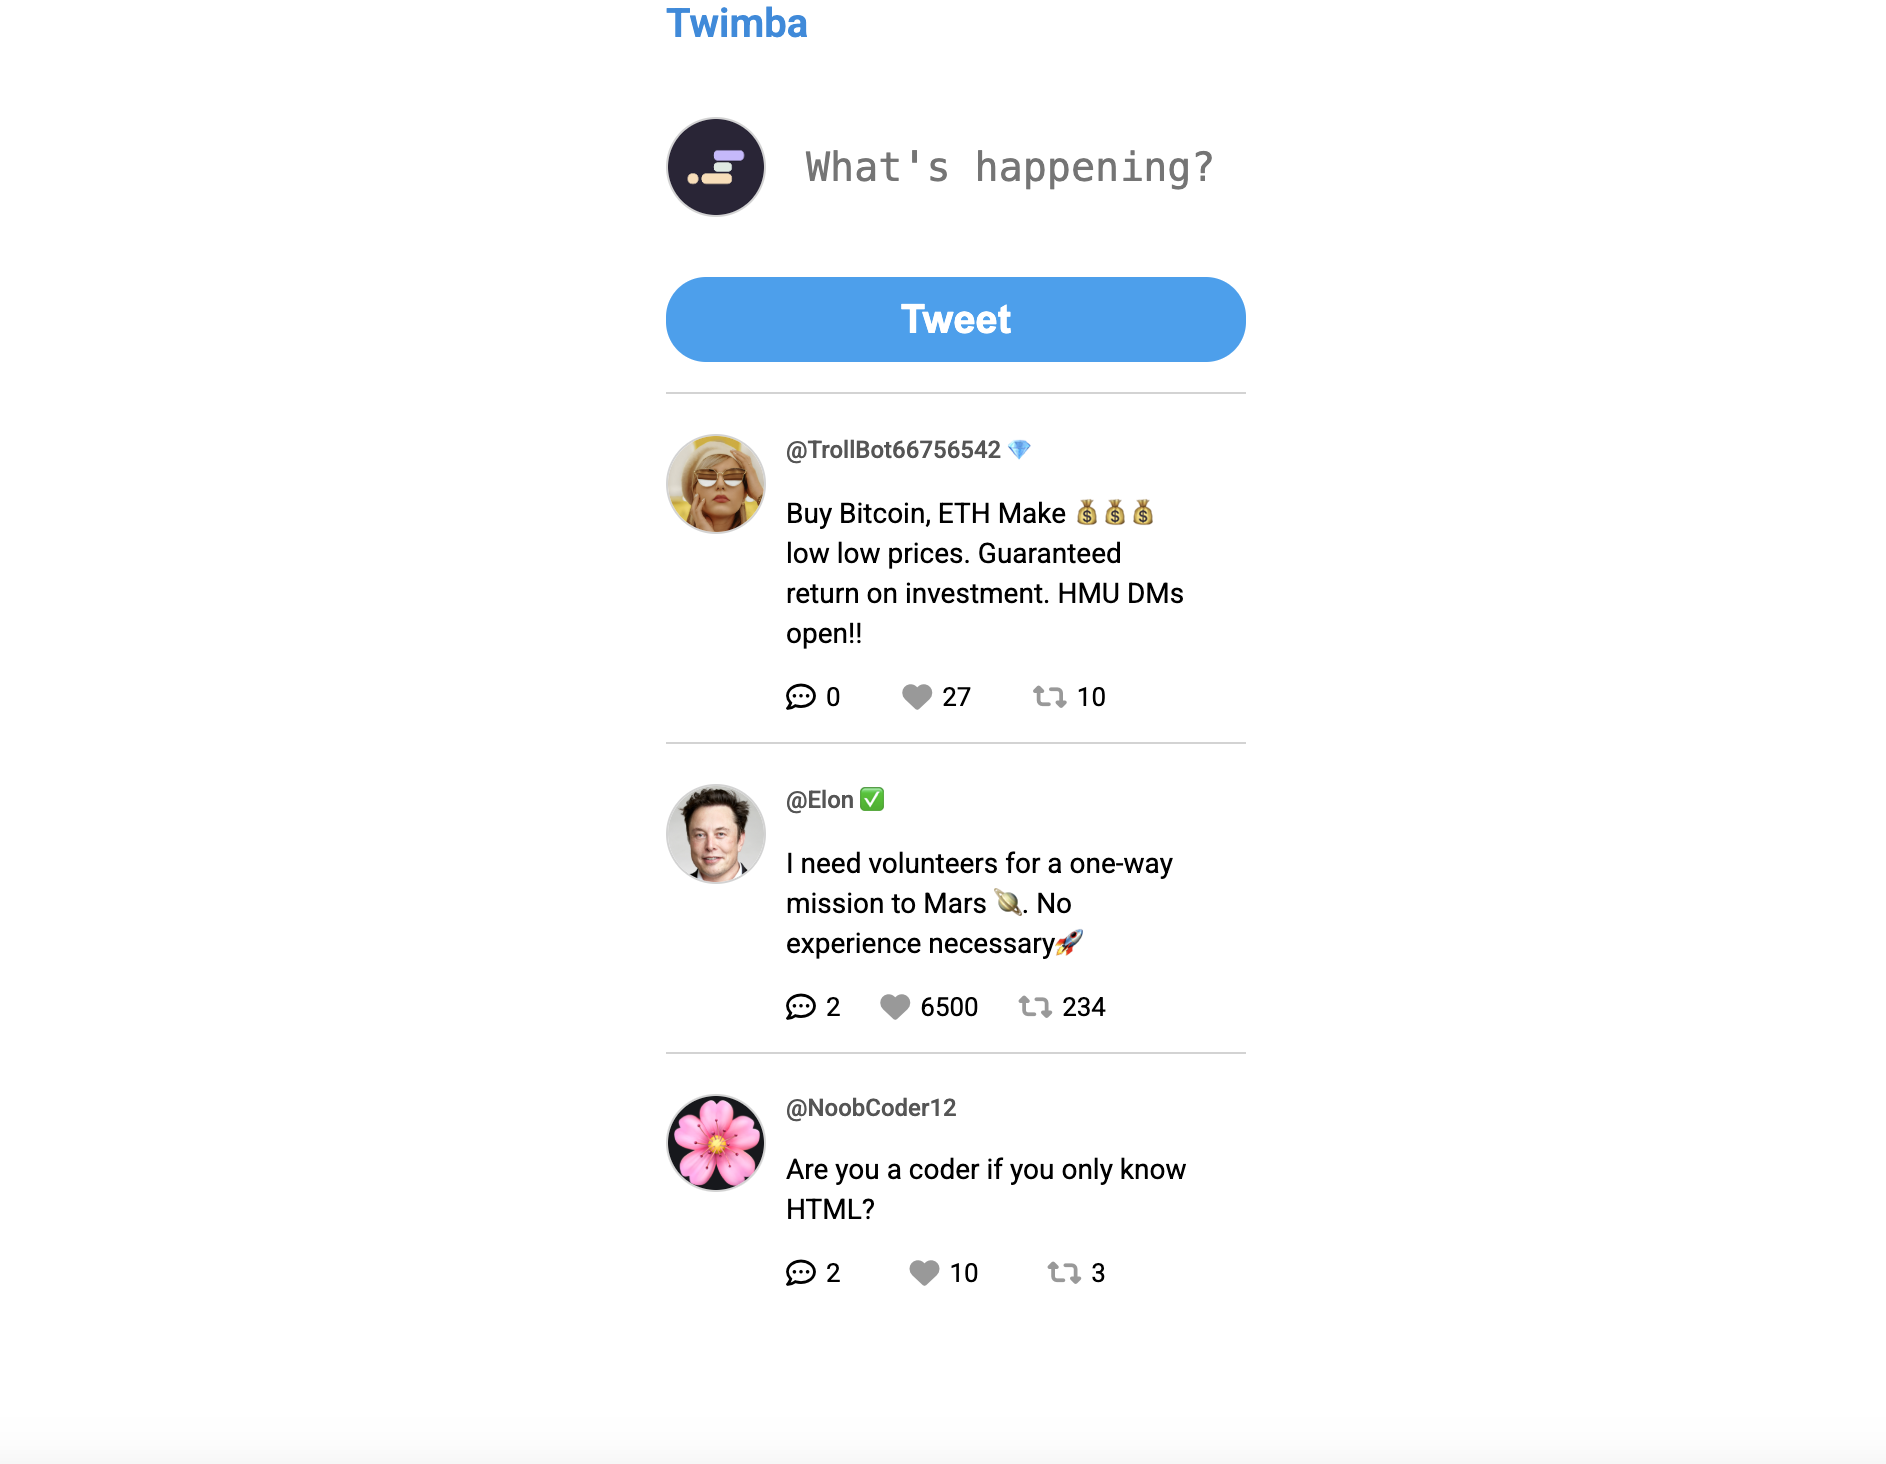 Twimba
What's happening?
Tweet
@TrollBot66756542 💎
Buy Bitcoin, ETH Make 💰💰💰
low low prices. Guaranteed
return on investment. HMU DMs
open!!
0 27 10
@Elon ✅
I need volunteers for a one-way
mission to Mars 🪐. No
experience necessary🚀
2 6500 234
@NoobCoder12
Are you a coder if you only know
HTML?
2 10 3